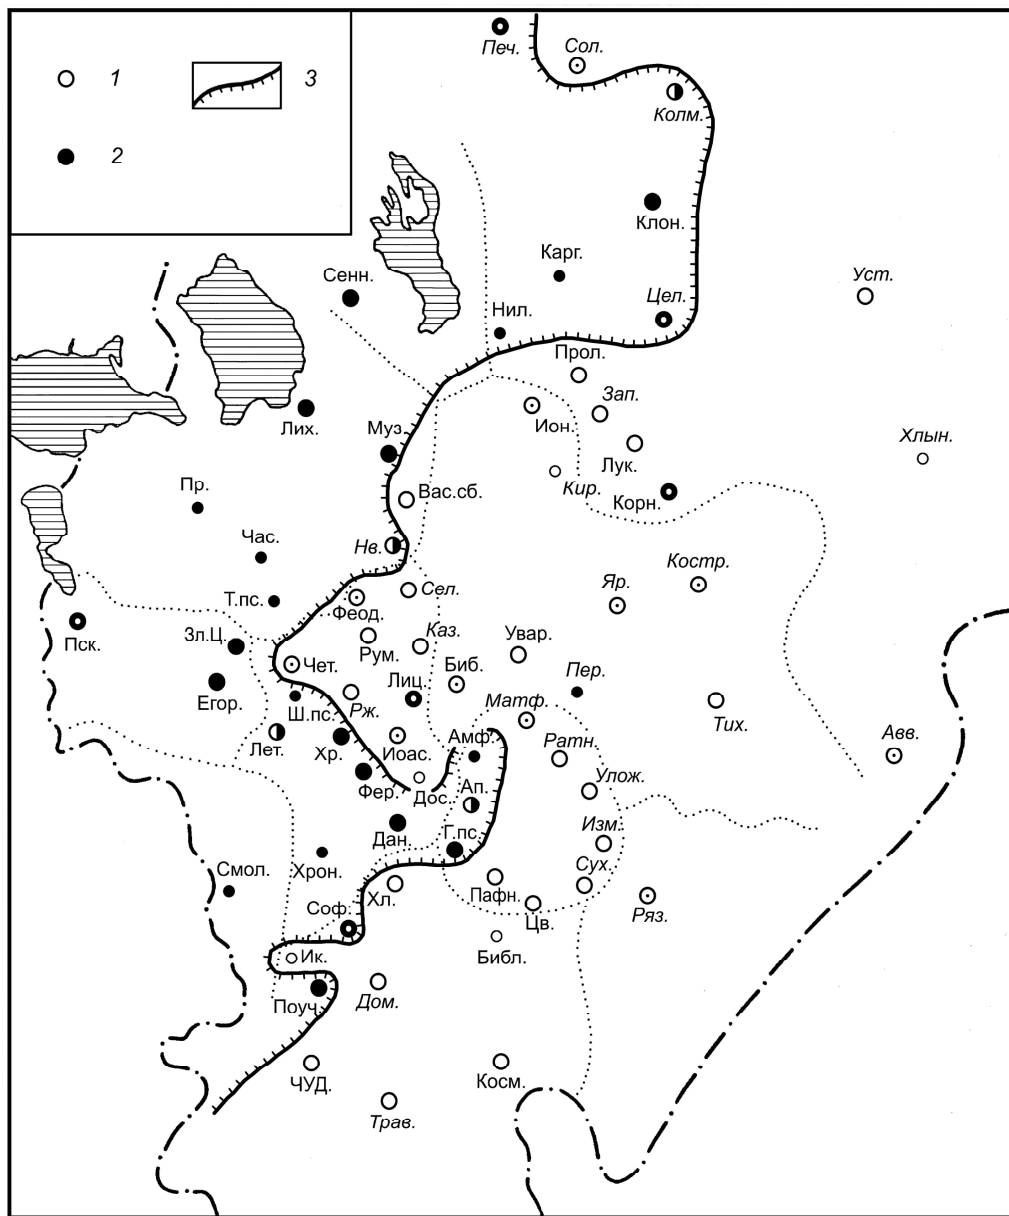 Печ.
Сол.
1
3
Колм.
2
Клон.
Карг.
Сенн.
Уст.
Цел.
Нил.
Прол.
Зап.
Лих.
Муз.
Ион.
Хлын.
Лук.
Вас.сб.
Кир.
Корн.
Пр.
Час.
Нв.
Костр.
Яр.
Сел.
Т.пс.
Феод.
Пск.
Зл.Ц.
Каз.
Увар.
Рум.
Чет.
Биб.
Пер.
Егор.
Ш.пс.
Рж.
Лиц.
Матф.
Тих.
Авв.
Лет.
Хр.
Иоас.
Амф.
Ратн.
Улож.
Фер.
Дос.
Ап.
Дан.
Г.пс.
Изм.
Смол.
Хрон.
Сух.
Хл.
Пафн.
Соф.
Цв.
Ряз.
Библ.
Ик.
Поуч.
Дом.
ЧУД.
Косм.
Трав.